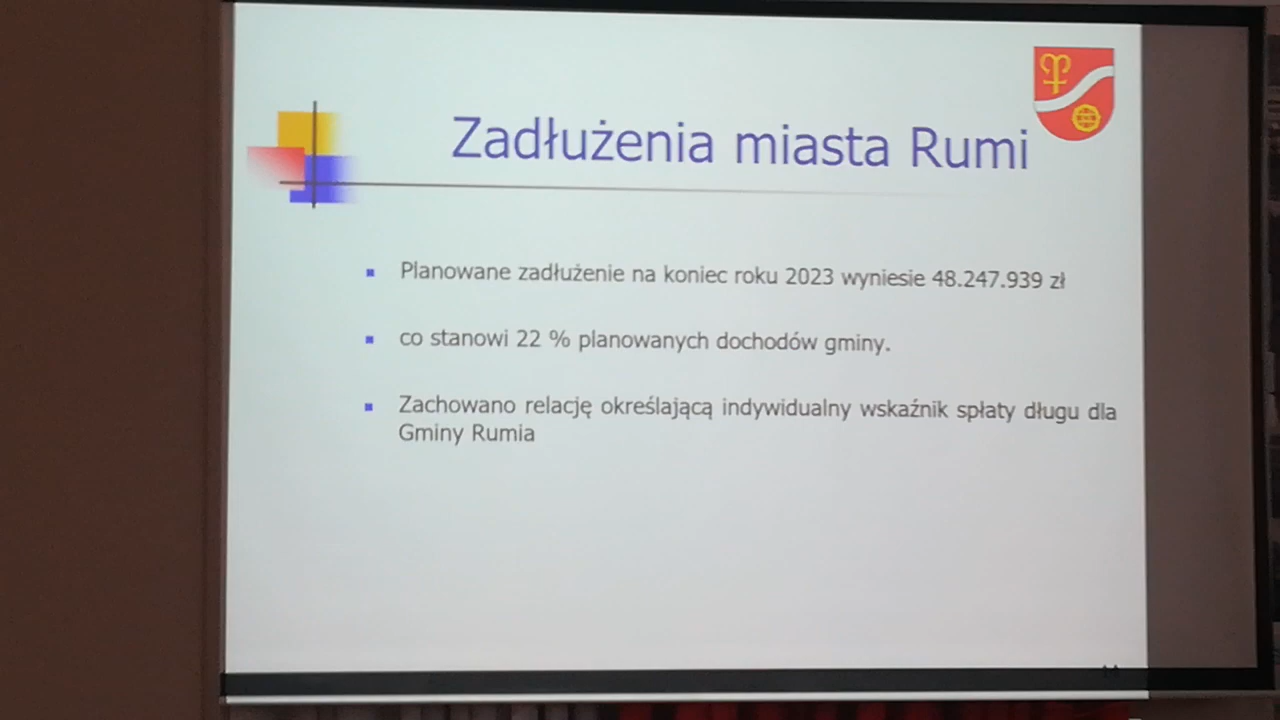 Zadłużenia miasta Rumi
Planowane zadłużenie na koniec roku 2023 wyniesie 48.247.939 zł
co stanowi 22 % planowanych dochodów gminy.
Zachowano relację określającą indywidualny wskaźnik spłaty długu dla
Gminy Rumia